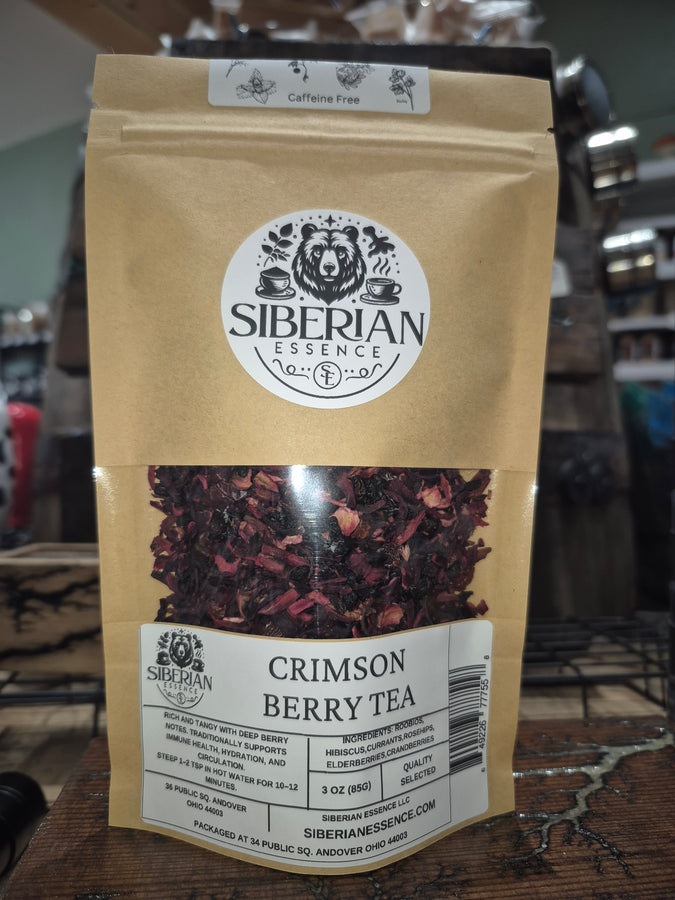 Caffeine Free
SIBERIAN
ESSENCE
SE
SIBERIAN
ESSENCE
CRIMSON
BERRY TEA
RICH AND TANGY WITH DEEP BERRY
NOTES. TRADITIONALLY SUPPORTS
IMMUNE HEALTH, HYDRATION, AND
CIRCULATION.
STEEP 1–2 TSP IN HOT WATER FOR 10–12
MINUTES.
INGREDIENTS: ROOIBOS,
HIBISCUS,CURRANTS,ROSEHIPS,
ELDERBERRIES,CRANBERRIES
3 OZ (85G)
QUALITY
SELECTED
36 PUBLIC SQ. ANDOVER
OHIO 44003
SIBERIAN ESSENCE LLC
SIBERIANESSENCE.COM
PACKAGED AT 34 PUBLIC SQ. ANDOVER OHIO 44003